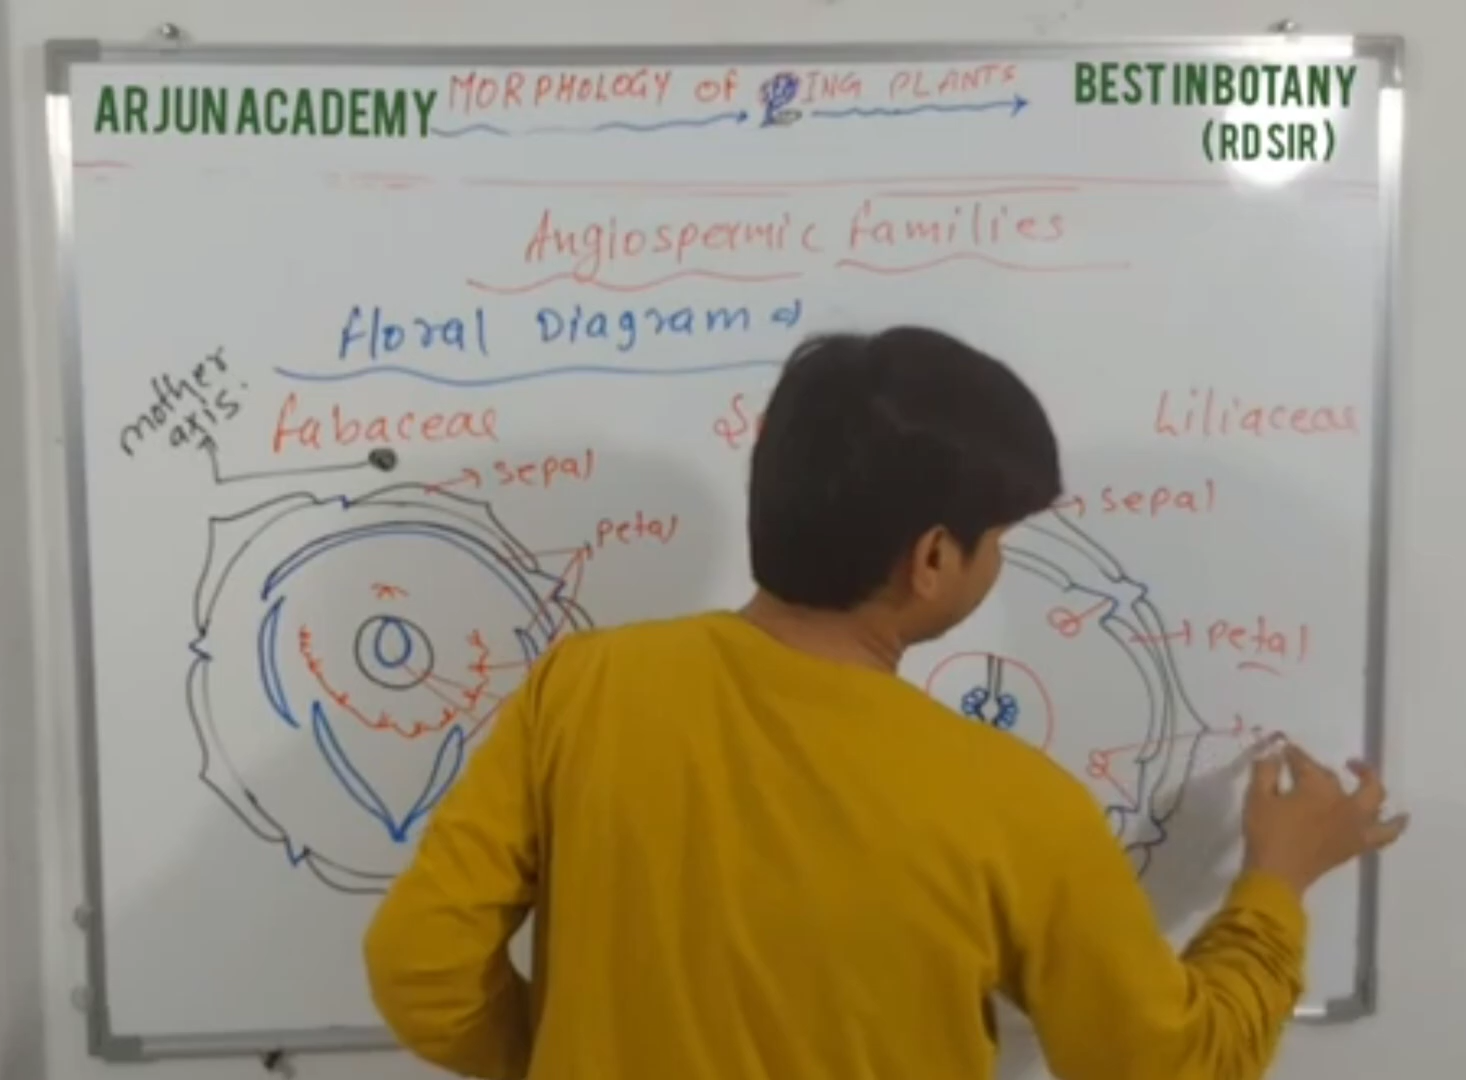 ARJUN ACADEMY
MORPHOLOGY OF ING PLANTS
BEST IN BOTANY
(RD SIR)
Angiospermic families
floral Diagram
mother
axis.
fabaceae
Liliaceae
sepal
petal
sepal
petal